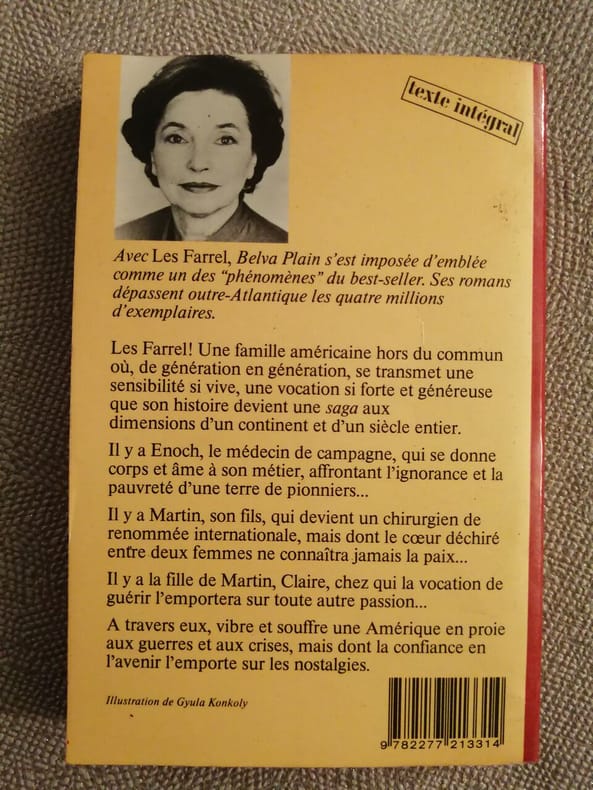 texte intégral
Avec Les Farrel, Belva Plain s'est imposée d'emblée
comme un des "phénomènes" du best-seller. Ses romans
dépassent outre-Atlantique les quatre millions
d'exemplaires.
Les Farrel! Une famille américaine hors du commun
où, de génération en génération, se transmet une
sensibilité si vive, une vocation si forte et généreuse
que son histoire devient une saga aux
dimensions d'un continent et d'un siècle entier.
Il y a Enoch, le médecin de campagne, qui se donne
corps et âme à son métier, affrontant l'ignorance et la
pauvreté d'une terre de pionniers...
Il y a Martin, son fils, qui devient un chirurgien de
renommée internationale, mais dont le cœur déchiré
entre deux femmes ne connaîtra jamais la paix...
Il y a la fille de Martin, Claire, chez qui la vocation de
guérir l'emportera sur toute autre passion...
A travers eux, vibre et souffre une Amérique en proie
aux guerres et aux crises, mais dont la confiance en
l'avenir l'emporte sur les nostalgies.
Illustration de Gyula Konkoly
9 782277 213314